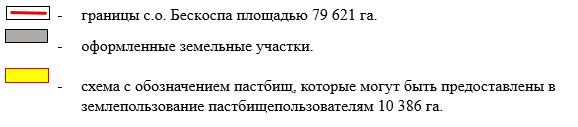 - границы с.о. Бескоспа площадью 79 621 га.
- оформленные земельные участки.
- схема с обозначением пастбищ, которые могут быть предоставлены в
землепользование пастбищепользователям 10 386 га.